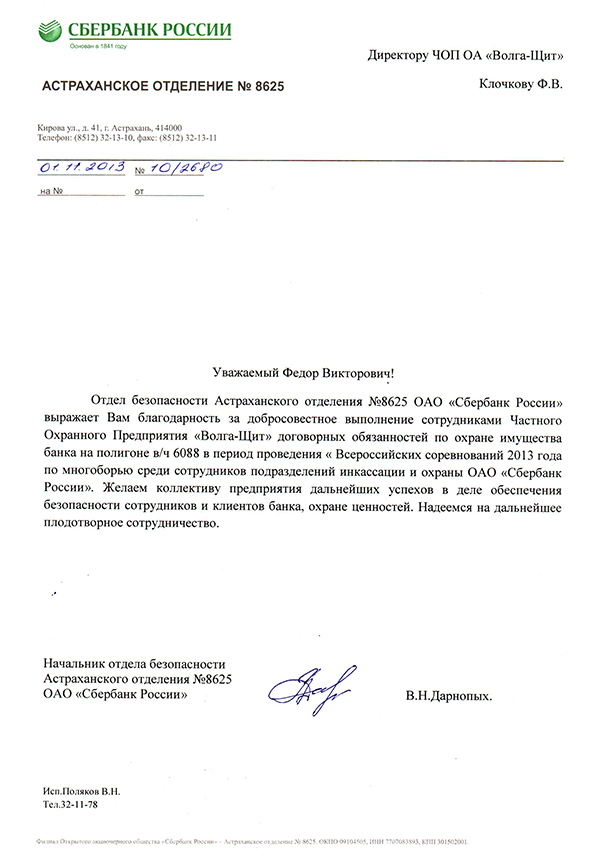 СБЕРБАНК РОССИИ
Основан в 1841 году
Директору ЧОП ОА «Волга-Щит»
Клочкову Ф.В.
АСТРАХАНСКОЕ ОТДЕЛЕНИЕ № 8625
Кирова ул., д. 41, г. Астрахань, 414000
Телефон: (8512) 32-13-10, факс: (8512) 32-13-11
01.11.2013 № 10/2680
на № от
Уважаемый Федор Викторович!
Отдел безопасности Астраханского отделения №8625 ОАО «Сбербанк России»
выражает Вам благодарность за добросовестное выполнение сотрудниками Частного
Охранного Предприятия «Волга-Щит» договорных обязанностей по охране имущества
банка на полигоне в/ч 6088 в период проведения « Всероссийских соревнований 2013 года
по многоборью среди сотрудников подразделений инкассации и охраны ОАО «Сбербанк
России». Желаем коллективу предприятия дальнейших успехов в деле обеспечения
безопасности сотрудников и клиентов банка, охране ценностей. Надеемся на дальнейшее
плодотворное сотрудничество.
Начальник отдела безопасности
Астраханского отделения №8625
ОАО «Сбербанк России»
В.Н.Дарнопых.
Исп.Поляков В.Н.
Тел.32-11-78
Филиал Открытого акционерного общества «Сбербанк России» – Астраханское отделение № 8625. ОКПО 09104505, ИНН 7707083893, КПП 301502001.